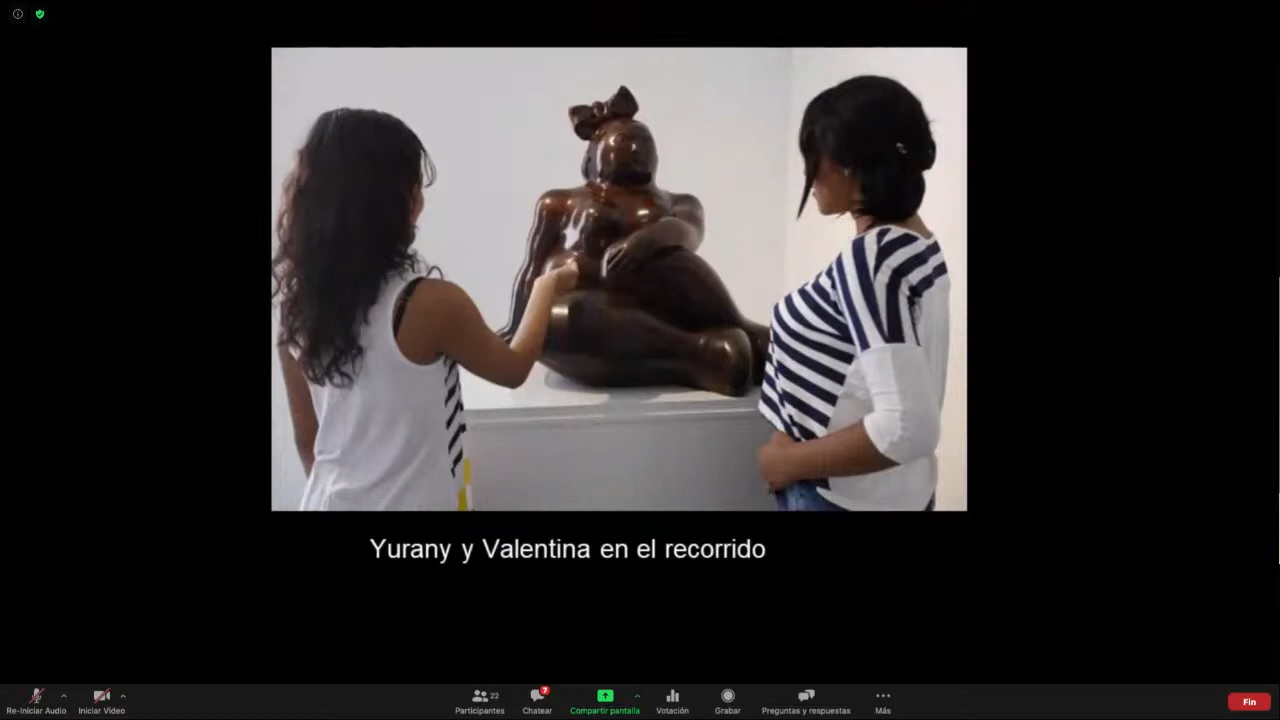 Yurany y Valentina en el recorrido
Re-Iniciar Audio
Iniciar Video
22
Participantes
7
Chatear
Compartir pantalla
Votación
Grabar
Preguntas y respuestas
Más
Fin